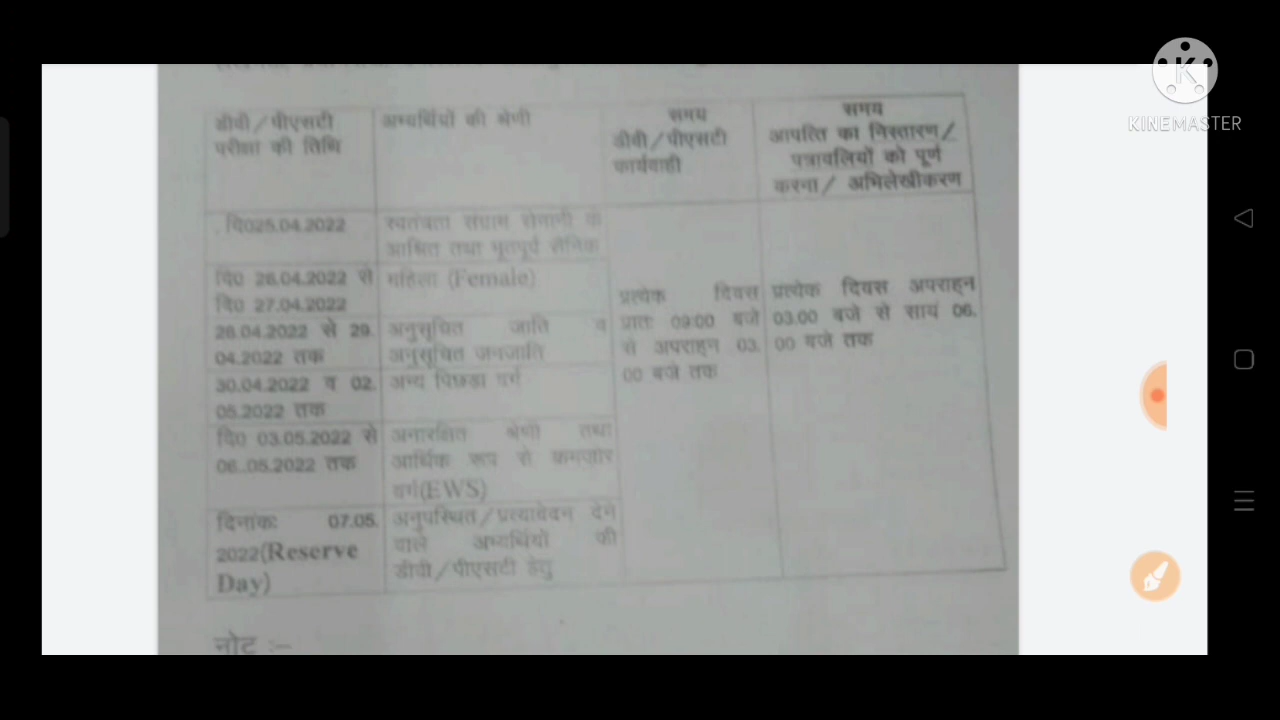 KINEMASTER
डीवी/पीएसटी
परीक्षा की तिथि
अभ्यर्थियों की श्रेणी
समय
डीवी/पीएसटी
कार्यवाही
समय
आपत्ति का निस्तारण/
पत्रावलियों को पूर्ण
करना/ अभिलेखीकरण
दि025.04.2022
स्वतंत्रता संग्राम सेनानी के
आश्रित तथा भूतपूर्व सैनिक
दि0 26.04.2022 से
दि0 27.04.2022
महिला (Female)
28.04.2022 से 29.
04.2022 तक
अनुसूचित जाति व
अनुसूचित जनजाति
30.04.2022 व 02.
05.2022 तक
अन्य पिछड़ा वर्ग
दि0 03.05.2022 से
06..05.2022 तक
अनारक्षित श्रेणी तथा
आर्थिक रूप से कमजोर
वर्ग(EWS)
दिनांकः 07.05.
2022(Reserve
Day)
अनुपस्थित/प्रत्यावेदन देने
वाले अभ्यर्थियों की
डीवी/पीएसटी हेतु
प्रत्येक दिवस
प्रातः 09:00 बजे
से अपराहन 03.
00 बजे तक
प्रत्येक दिवस अपराहन
03.00 बजे से सायं 06.
00 बजे तक
नोट :–